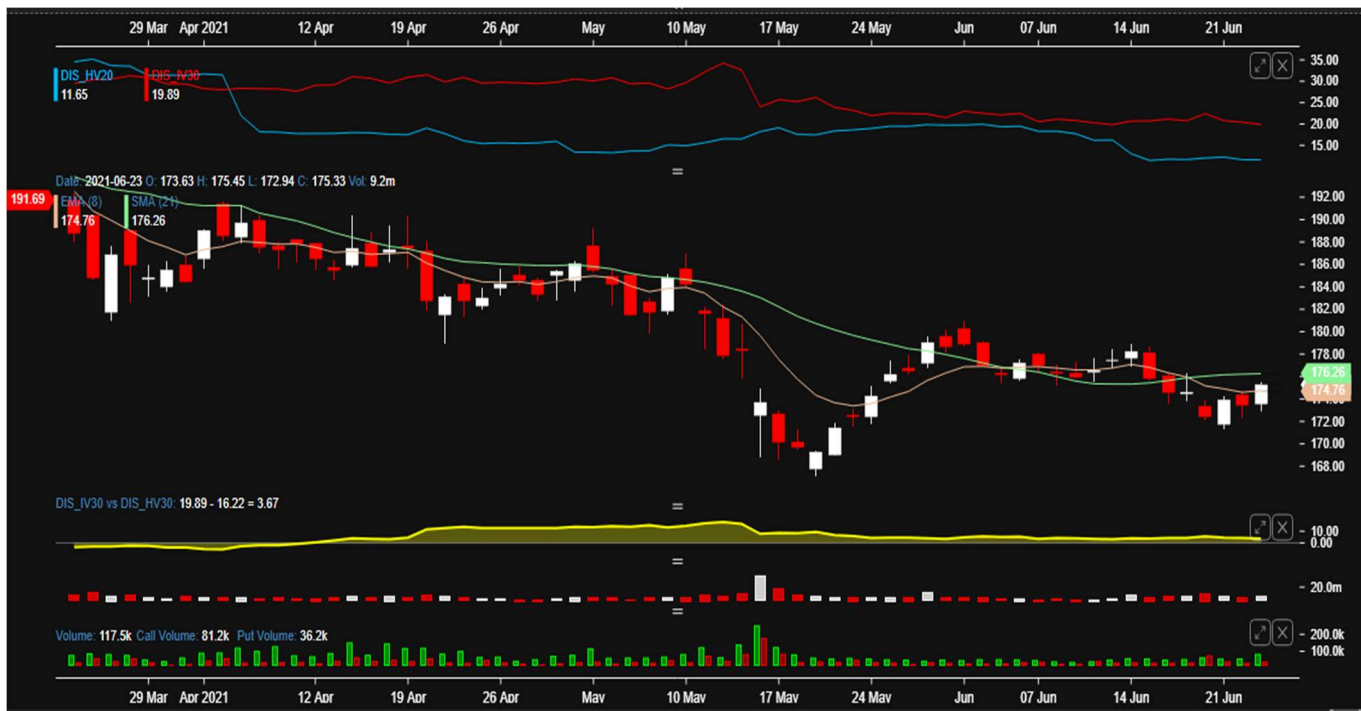 29 Mar Apr 2021 12 Apr 19 Apr 26 Apr May 10 May 17 May 24 May Jun 07 Jun 14 Jun 21 Jun
DIS_HV20 DIS_IV30
11.65 19.89
35.00
30.00
25.00
20.00
15.00
Date: 2021-06-23 O: 173.63 H: 175.45 L: 172.94 C: 175.33 Vol: 9.2m
191.69
EMA (8) SMA (21)
174.76 176.26
192.00
190.00
188.00
186.00
184.00
182.00
180.00
178.00
176.26
174.76
174.00
172.00
170.00
168.00
DIS_IV30 vs DIS_HV30: 19.89 - 16.22 = 3.67
10.00
0.00
20.0m
Volume: 117.5k Call Volume: 81.2k Put Volume: 36.2k
200.0k
100.0k
29 Mar Apr 2021 12 Apr 19 Apr 26 Apr May 10 May 17 May 24 May Jun 07 Jun 14 Jun 21 Jun